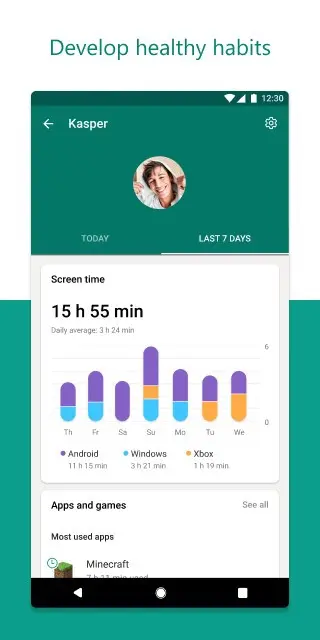 Develop healthy habits
12:30
Kasper
TODAY LAST 7 DAYS
Screen time
15 h 55 min
Daily average: 3 h 24 min
6
0
Th Fr Sa Su Mo Tu We
Android Windows Xbox
11 h 15 min 3 h 21 min 1 h 19 min
Apps and games See all
Most used apps
Minecraft